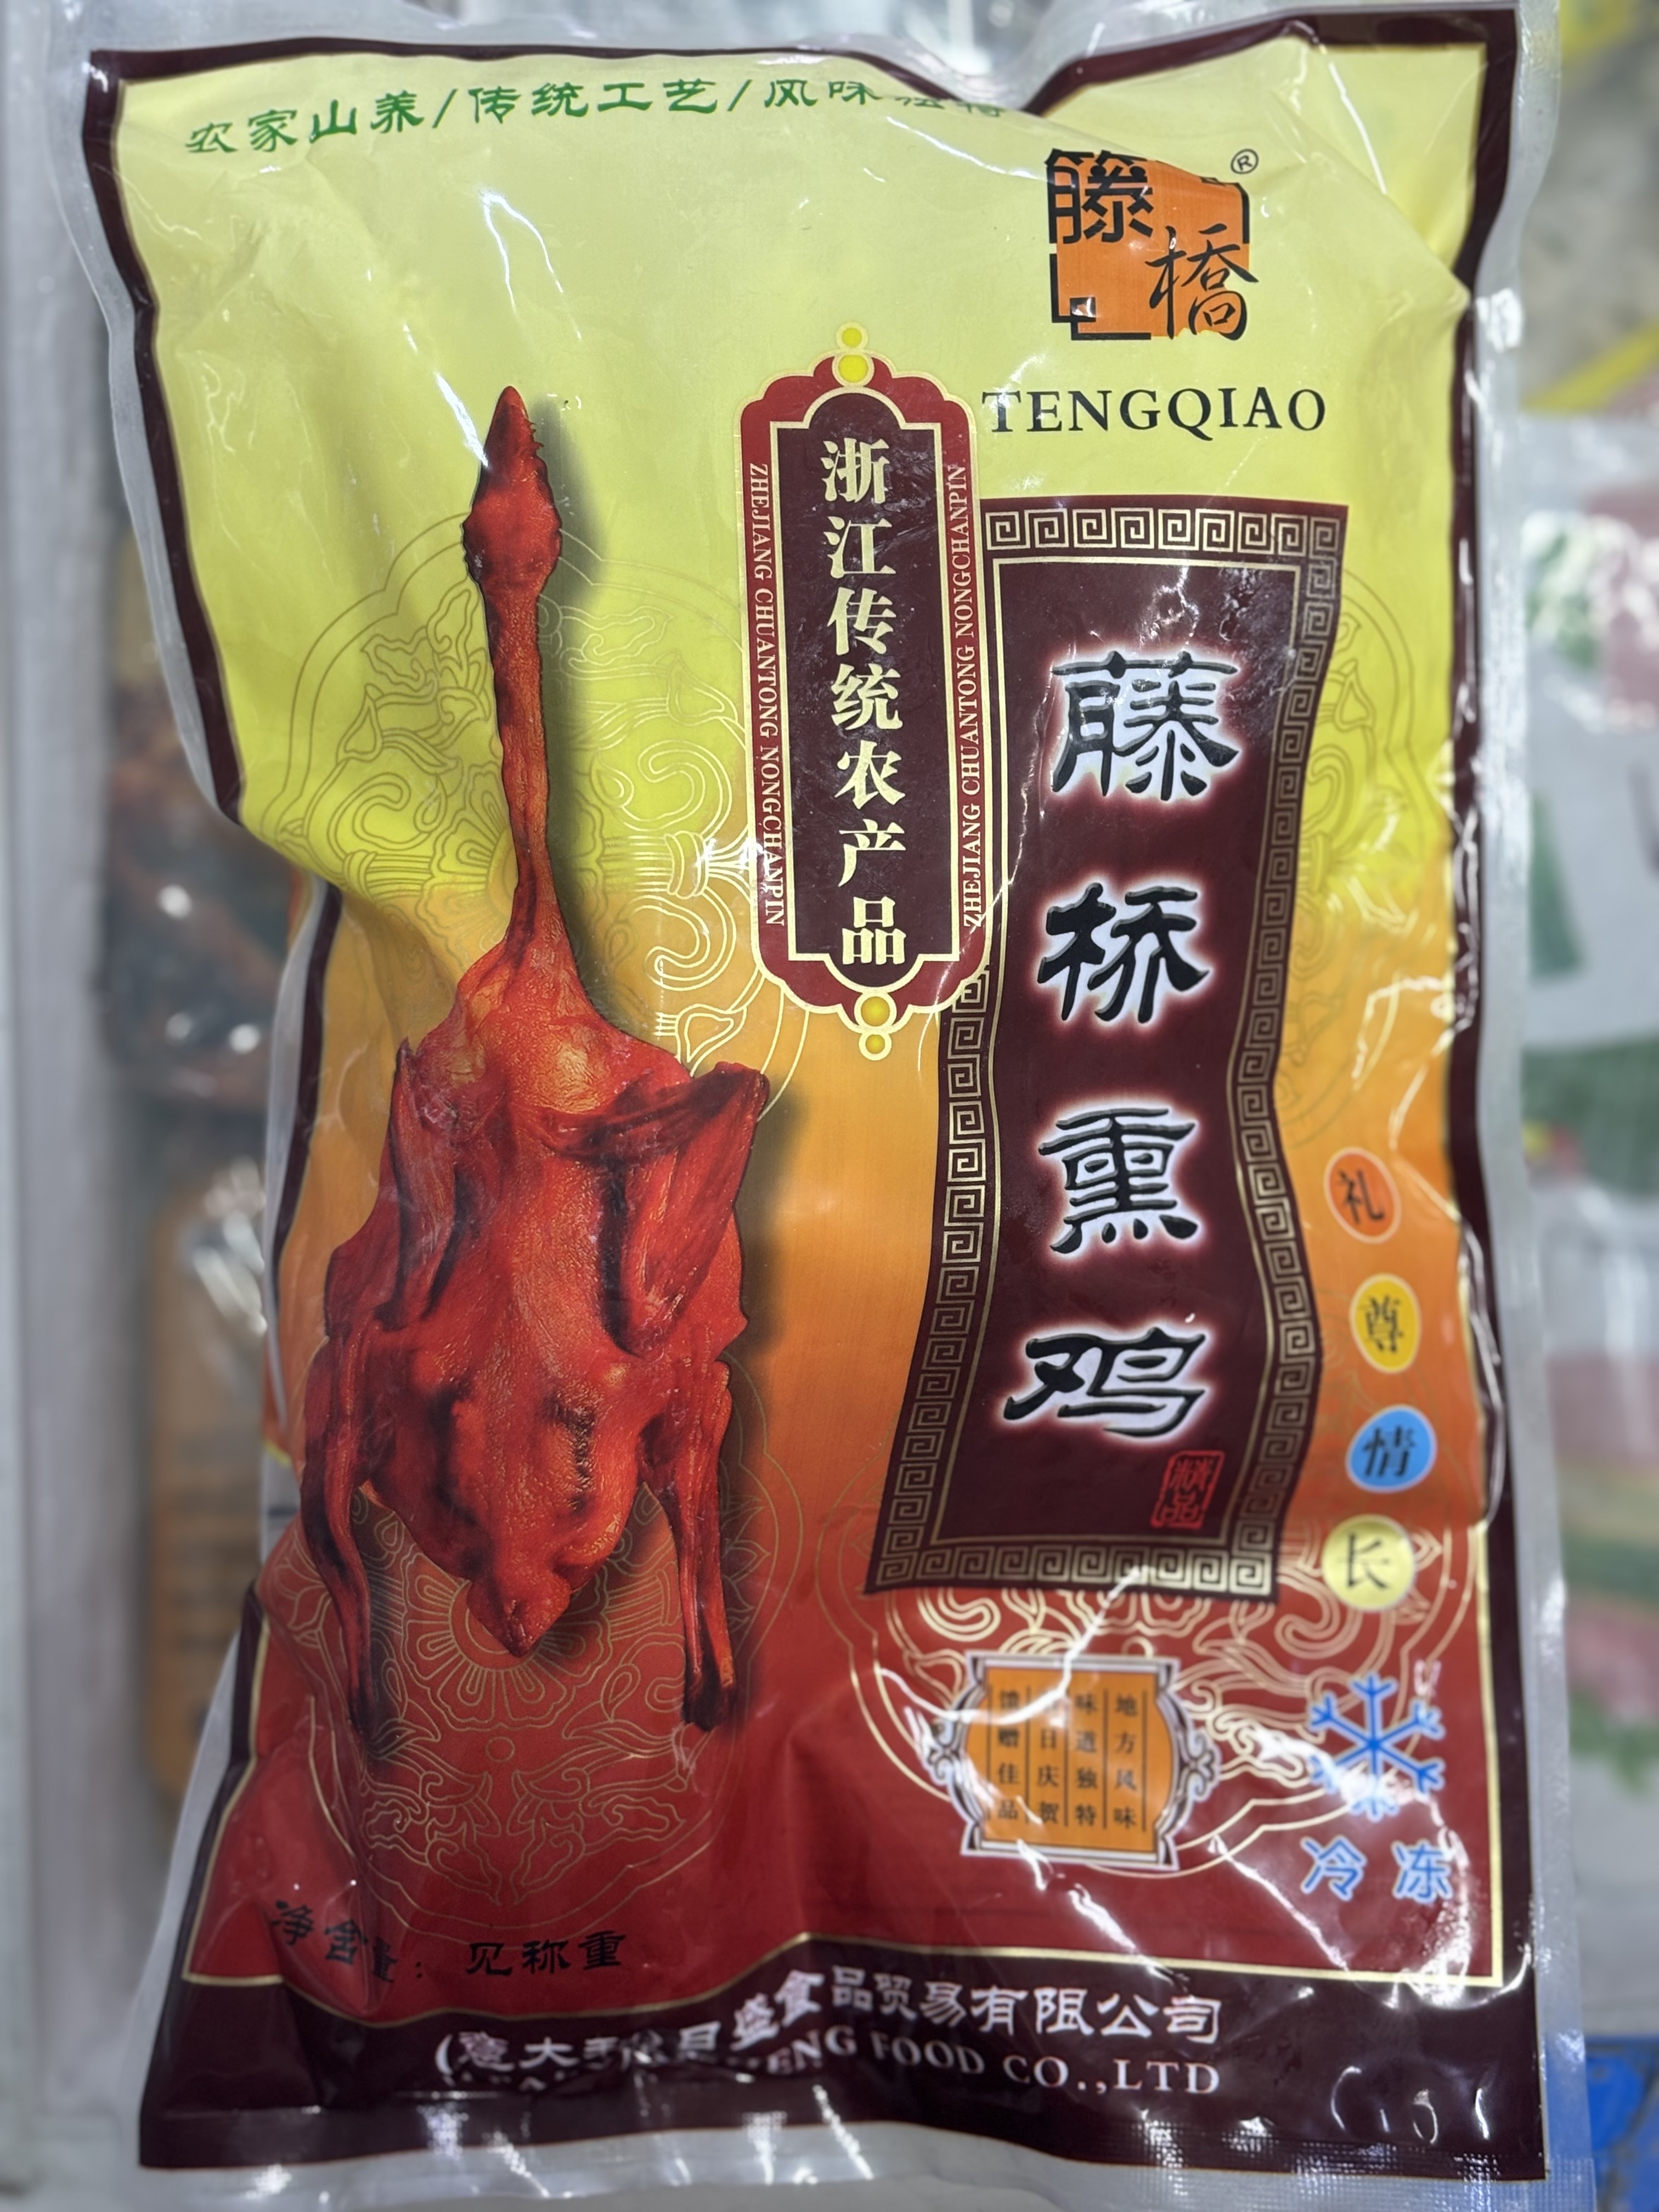 农家山养/传统工艺/风味
藤橋®
TENGQIAO
浙江传统农产品
ZHEJIANG CHUANTONG NONGCHANPIN
ZHEJIANG CHUANTONG NONGCHANPIN
藤桥熏鸡
礼尊情长
地方风味
味道独特
日庆贺
馈赠佳品
冷冻
净含量：见称重
食品贸易有限公司
FOOD CO.,LTD